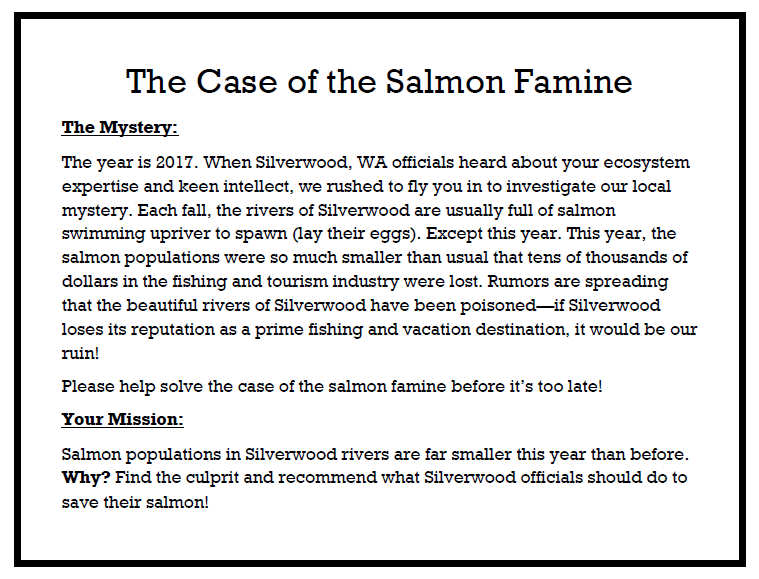 The Case of the Salmon Famine
The Mystery:
The year is 2017. When Silverwood, WA officials heard about your ecosystem
expertise and keen intellect, we rushed to fly you in to investigate our local
mystery. Each fall, the rivers of Silverwood are usually full of salmon
swimming upriver to spawn (lay their eggs). Except this year. This year, the
salmon populations were so much smaller than usual that tens of thousands of
dollars in the fishing and tourism industry were lost. Rumors are spreading
that the beautiful rivers of Silverwood have been poisoned—if Silverwood
loses its reputation as a prime fishing and vacation destination, it would be our
ruin!
Please help solve the case of the salmon famine before it's too late!
Your Mission:
Salmon populations in Silverwood rivers are far smaller this year than before.
Why? Find the culprit and recommend what Silverwood officials should do to
save their salmon!